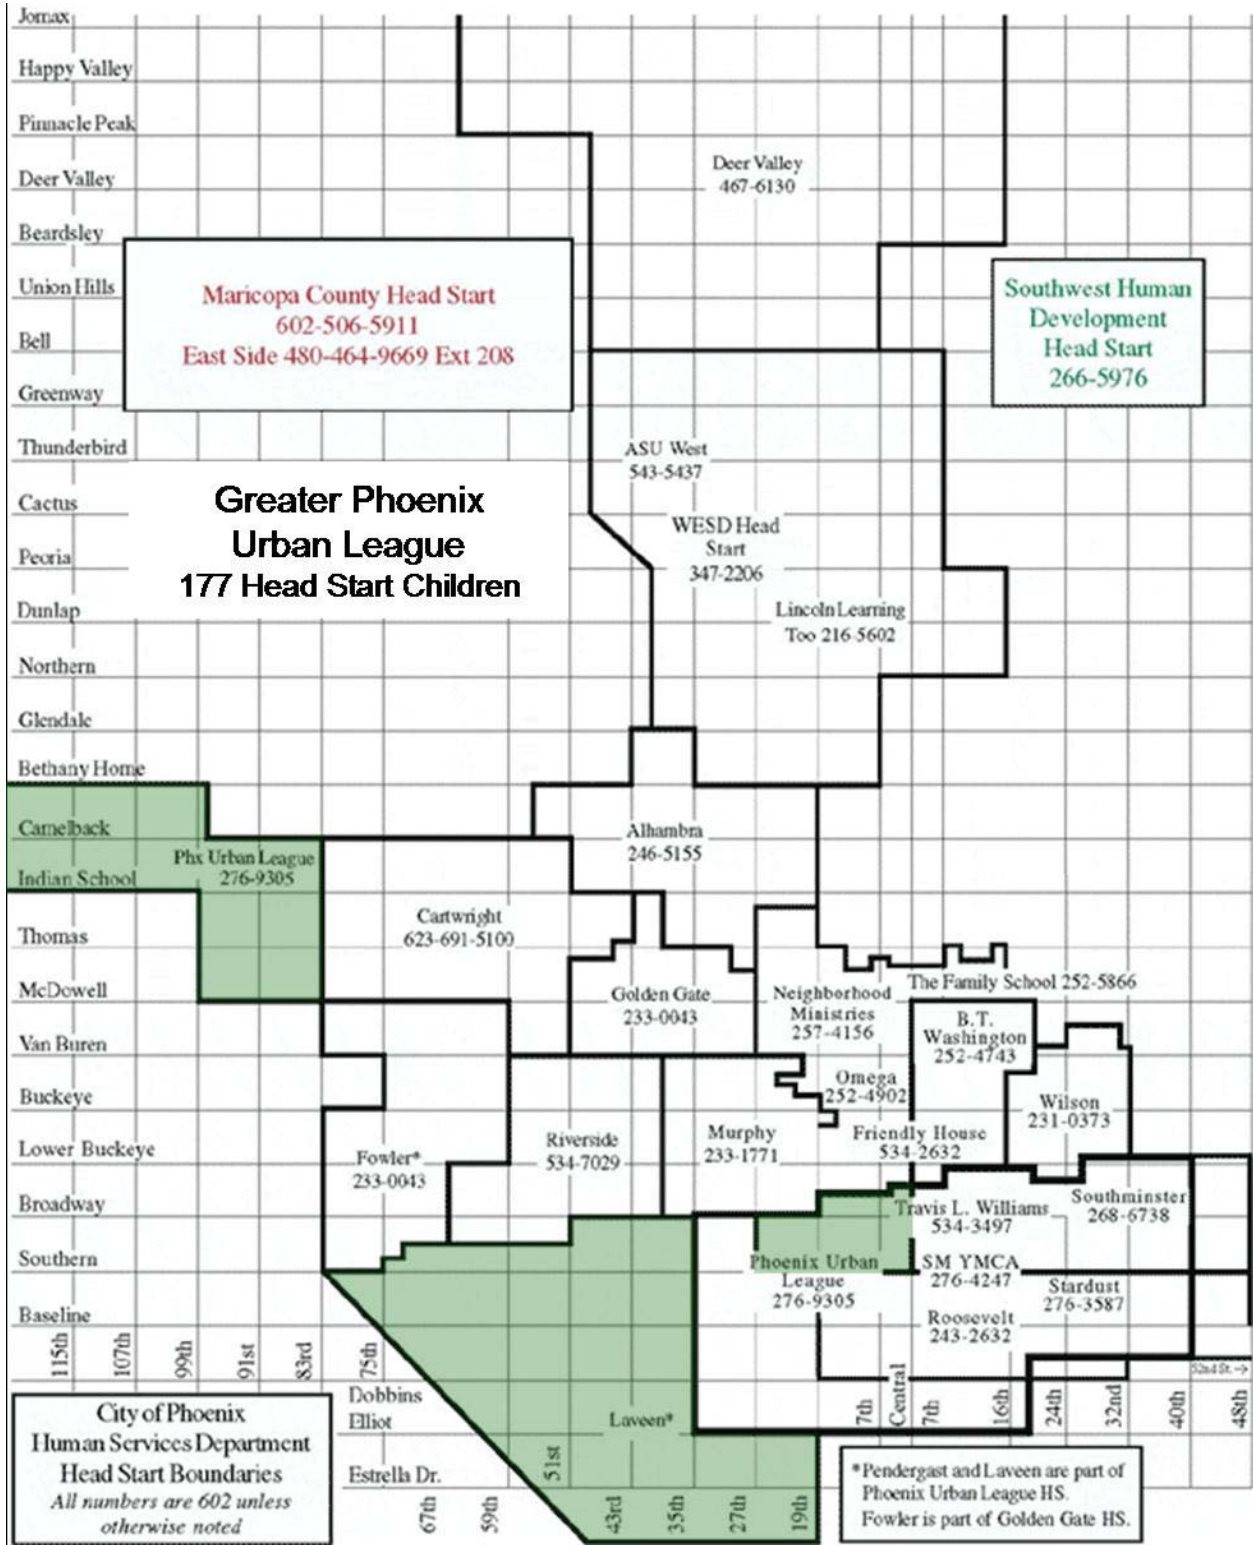 Jomax
Happy Valley
Pinnacle Peak
Deer Valley
Beardsley
Union Hills
Bell
Greenway
Thunderbird
Cactus
Peoria
Dunlap
Northern
Glendale
Bethany Home
Camelback
Indian School
Thomas
McDowell
Van Buren
Buckeye
Lower Buckeye
Broadway
Southern
Baseline
Dobbins
Elliot
Estrella Dr.
Deer Valley
467-6130
Maricopa County Head Start
602-506-5911
East Side 480-464-9669 Ext 208
Southwest Human
Development
Head Start
266-5976
Greater Phoenix
Urban League
177 Head Start Children
ASU West
543-5437
WESD Head
Start
347-2206
Lincoln Learning
Too 216-5602
Alhambra
246-5155
Phx Urban League
276-9305
Cartwright
623-691-5100
Golden Gate
233-0043
Neighborhood
Ministries
257-4156
The Family School 252-5866
B.T.
Washington
252-4743
Omega
252-4902
Wilson
231-0373
Friendly House
534-2632
Murphy
233-1771
Riverside
534-7029
Fowler*
233-0043
Travis L. Williams
534-3497
Southminster
268-6738
Phoenix Urban
League
276-9305
SM YMCA
276-4247
Stardust
276-3587
Roosevelt
243-2632
Laveen*
115th
107th
99th
91st
83rd
75th
67th
59th
51st
43rd
35th
27th
19th
7th
Central
7th
16th
24th
32nd
40th
48th
52nd St. →
City of Phoenix
Human Services Department
Head Start Boundaries
All numbers are 602 unless
otherwise noted
*Pendergast and Laveen are part of
Phoenix Urban League HS.
Fowler is part of Golden Gate HS.